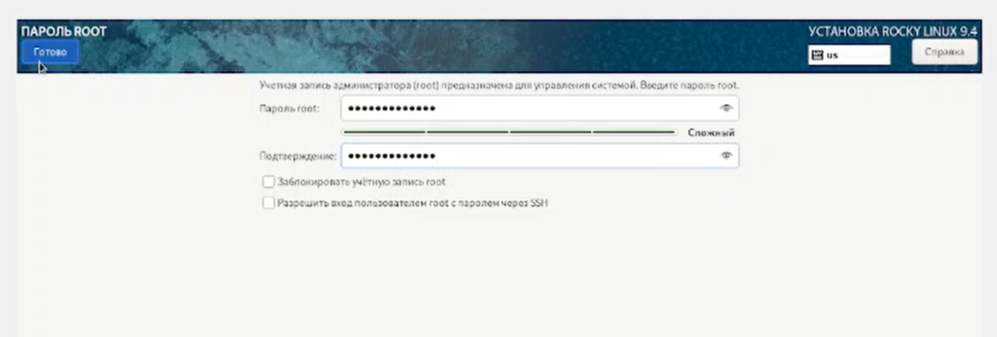 ПАРОЛЬ ROOT
УСТАНОВКА ROCKY LINUX 9.4
Готово
us
Справка
Учетная запись администратора (root) предназначена для управления системой. Введите пароль root.
Пароль root: •••••••••••••
Сложный
Подтверждение: •••••••••••••
Заблокировать учётную запись root
Разрешить вход пользователем root с паролем через SSH